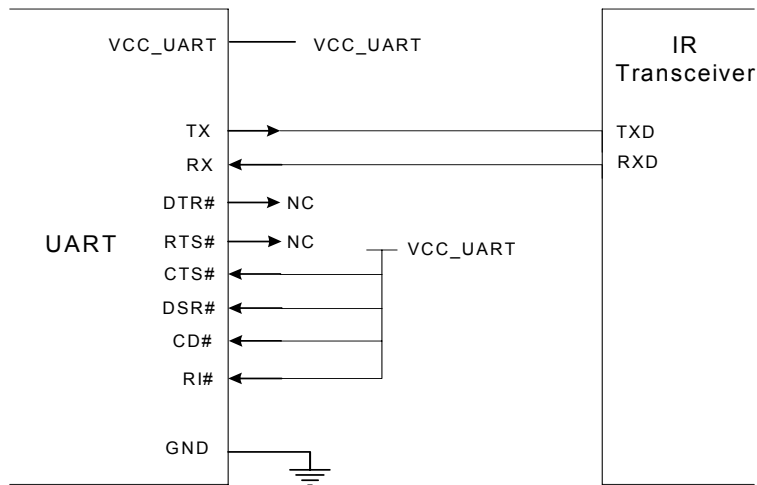 VCC_UART VCC_UART
IR
Transceiver
TX TXD
RX RXD
DTR# NC
UART
RTS# NC
VCC_UART
CTS#
DSR#
CD#
RI#
GND